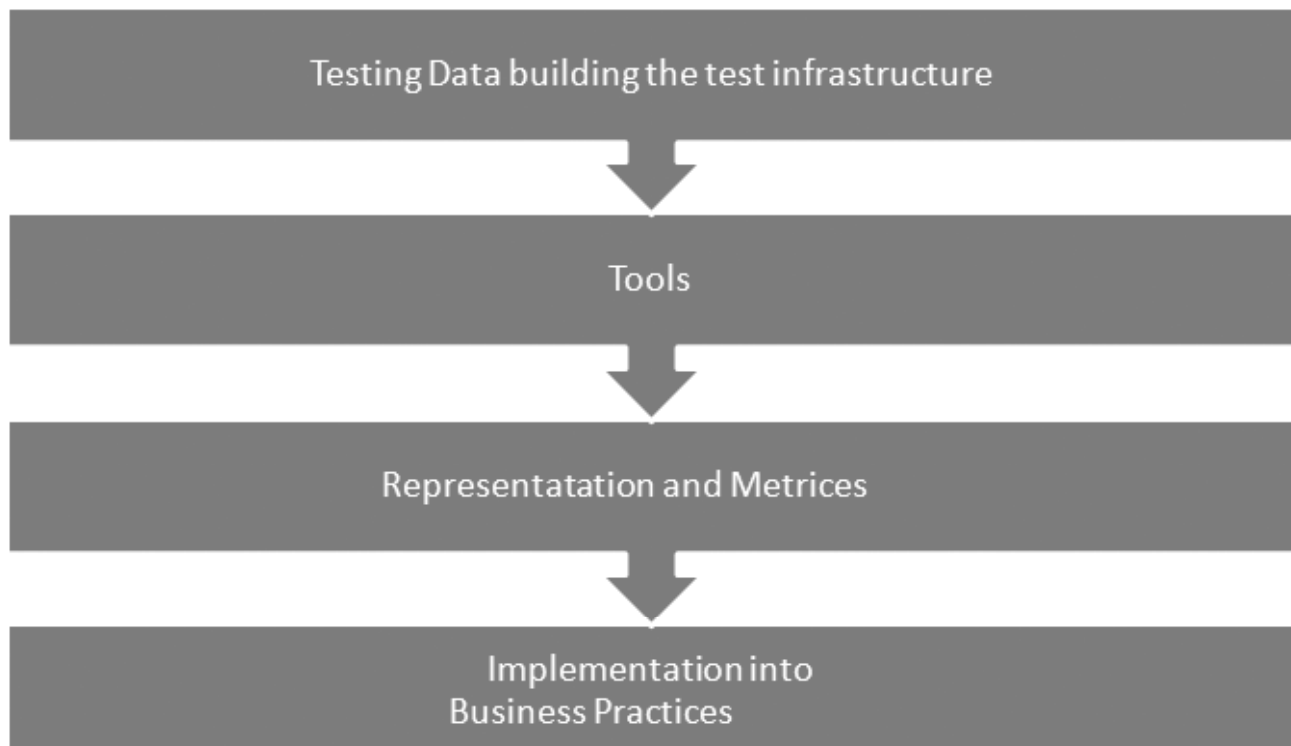 Testing Data building the test infrastructure
Tools
Representatation and Metrices
Implementation into
Business Practices